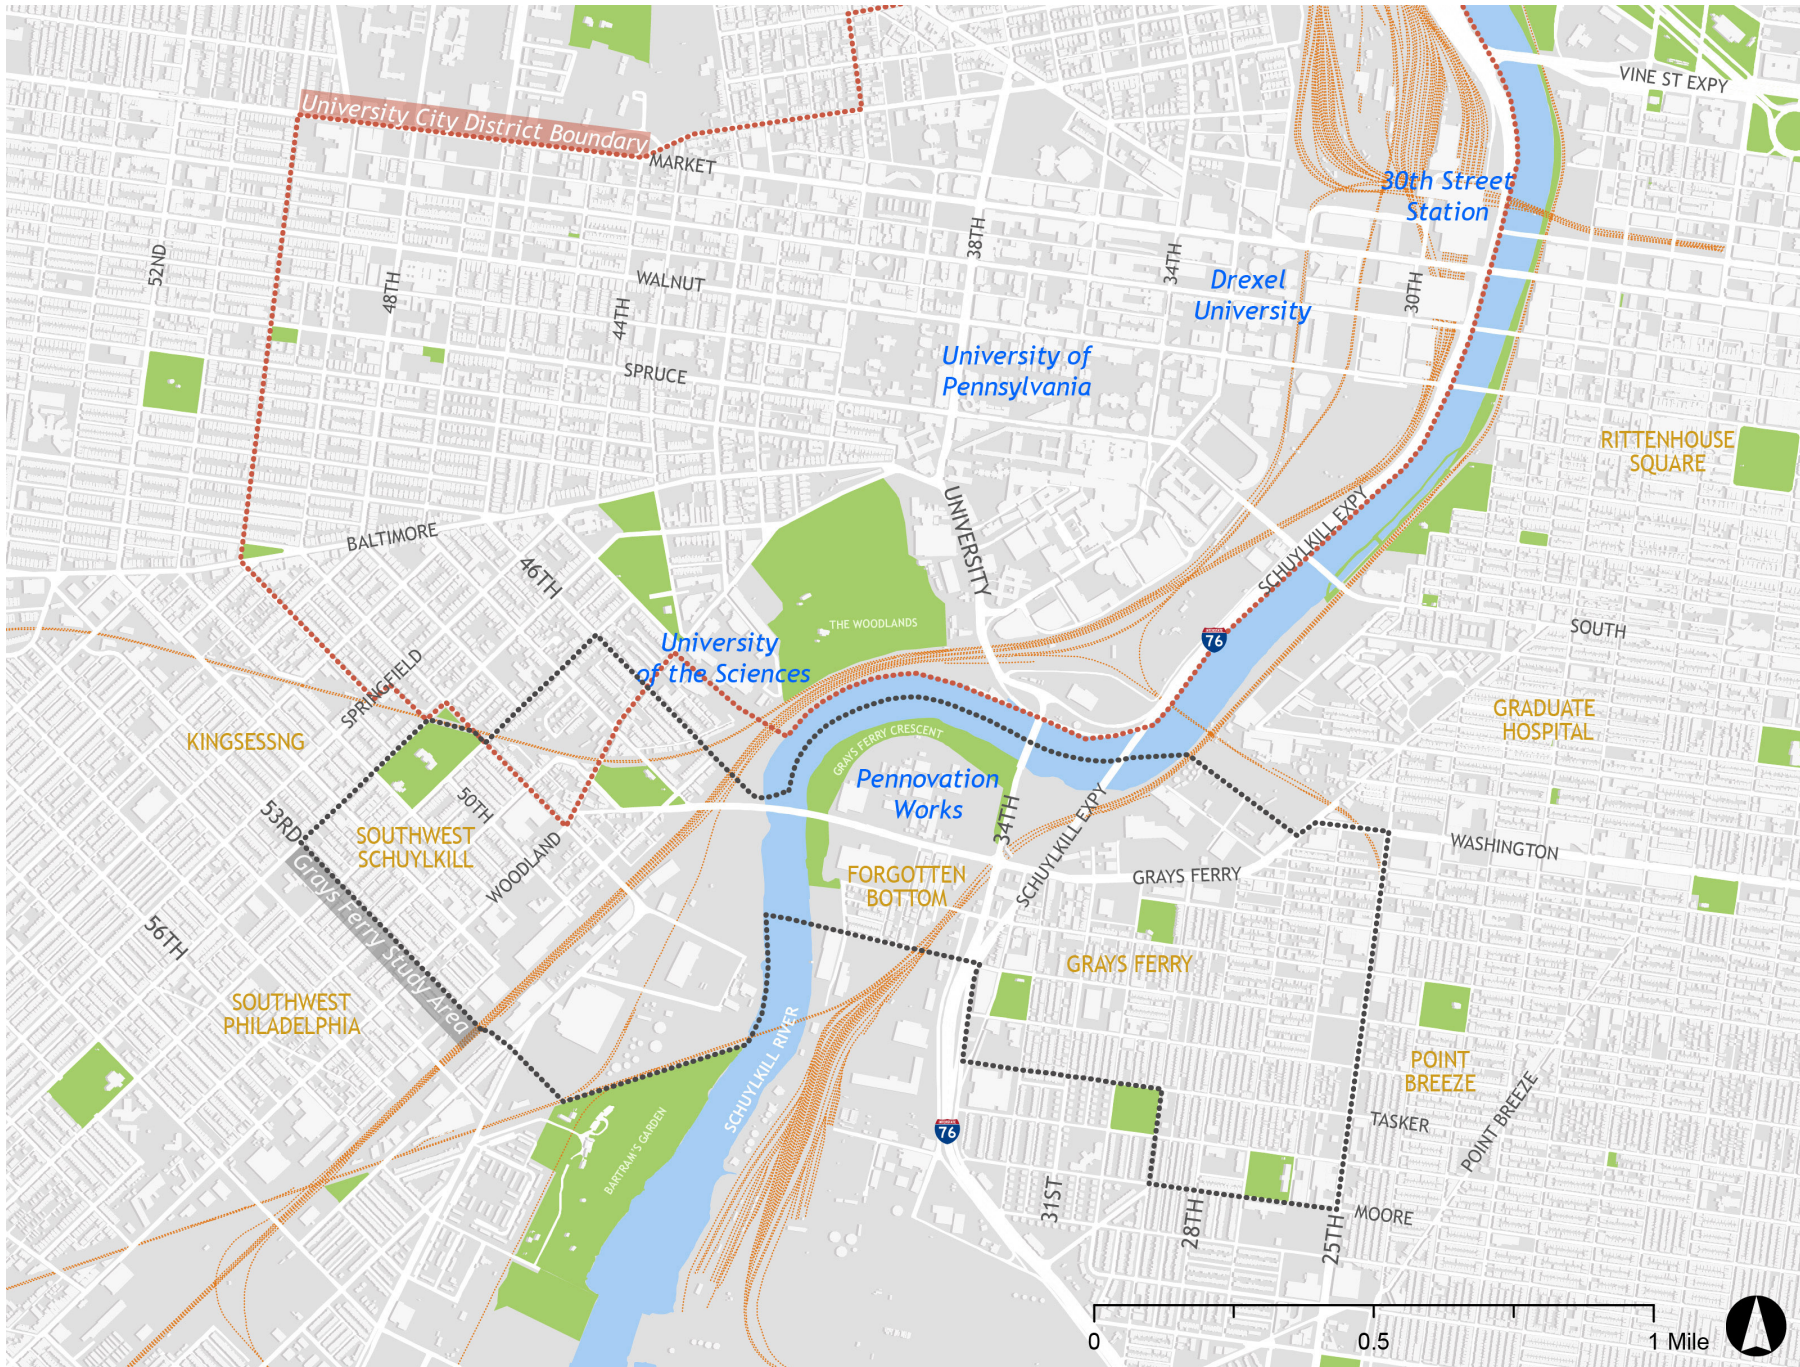 VINE ST EXPY
University City District Boundary
MARKET
30th Street
Station
52ND
48TH
44TH
WALNUT
38TH
34TH
Drexel
University
30TH
SPRUCE
University of
Pennsylvania
RITTENHOUSE
SQUARE
BALTIMORE
46TH
UNIVERSITY
SCHUYLKILL EXPY
THE WOODLANDS
University
of the Sciences
76
SOUTH
SPRINGFIELD
KINGSESSNG
GRADUATE
HOSPITAL
GRAYS FERRY CRESCENT
Pennovation
Works
50TH
53RD
SOUTHWEST
SCHUYLKILL
WOODLAND
34TH
SCHUYLKILL EXPY
WASHINGTON
FORGOTTEN
BOTTOM
GRAYS FERRY
Grays Ferry Study Area
56TH
GRAYS FERRY
SOUTHWEST
PHILADELPHIA
SCHUYLKILL RIVER
POINT
BREEZE
BARTRAM'S GARDEN
76
TASKER
POINT BREEZE
31ST
28TH
25TH
MOORE
0
0.5
1 Mile